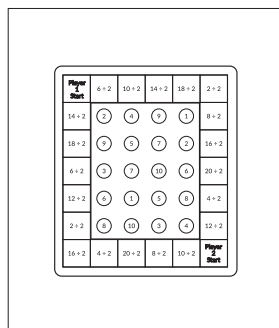 Player 1 Start 6 ÷ 2 10 ÷ 2 14 ÷ 2 18 ÷ 2 2 ÷ 2
14 ÷ 2 2 4 9 1 8 ÷ 2
18 ÷ 2 9 5 7 2 16 ÷ 2
6 ÷ 2 3 7 10 6 20 ÷ 2
12 ÷ 2 6 1 5 8 4 ÷ 2
2 ÷ 2 8 10 3 4 12 ÷ 2
16 ÷ 2 4 ÷ 2 20 ÷ 2 8 ÷ 2 10 ÷ 2 Player 2 Start